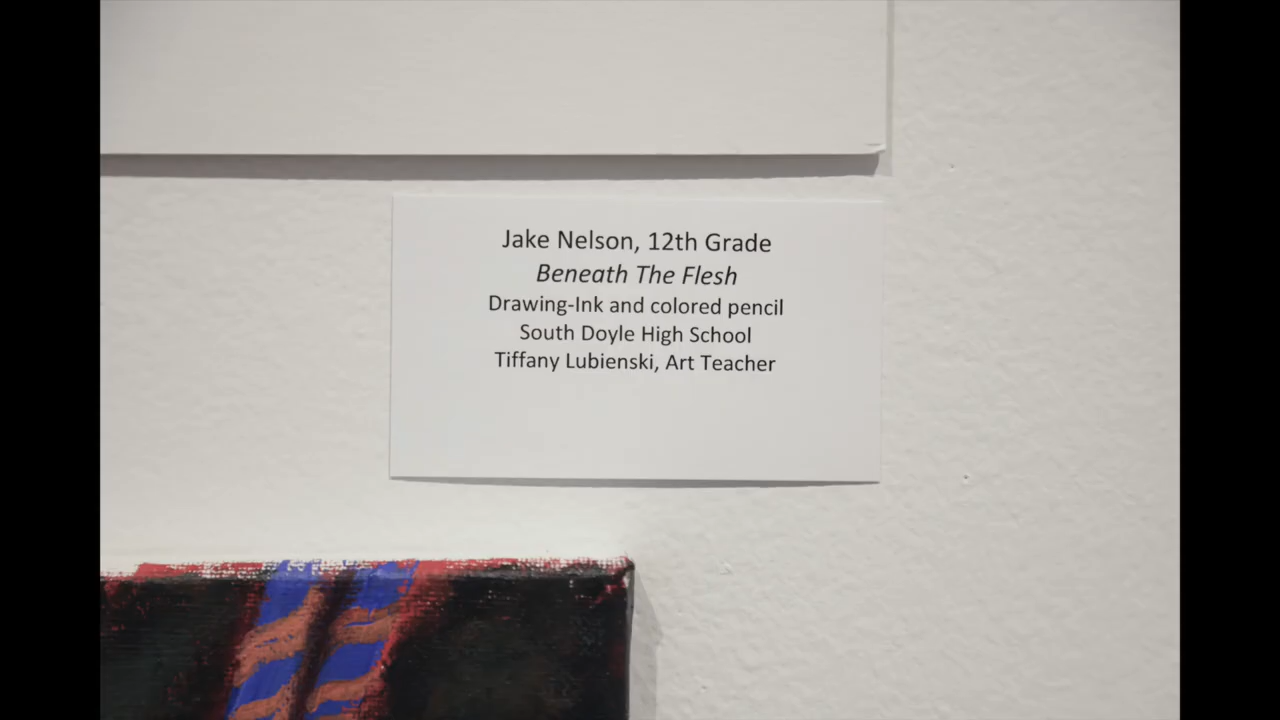 Jake Nelson, 12th Grade
Beneath The Flesh
Drawing-Ink and colored pencil
South Doyle High School
Tiffany Lubienski, Art Teacher